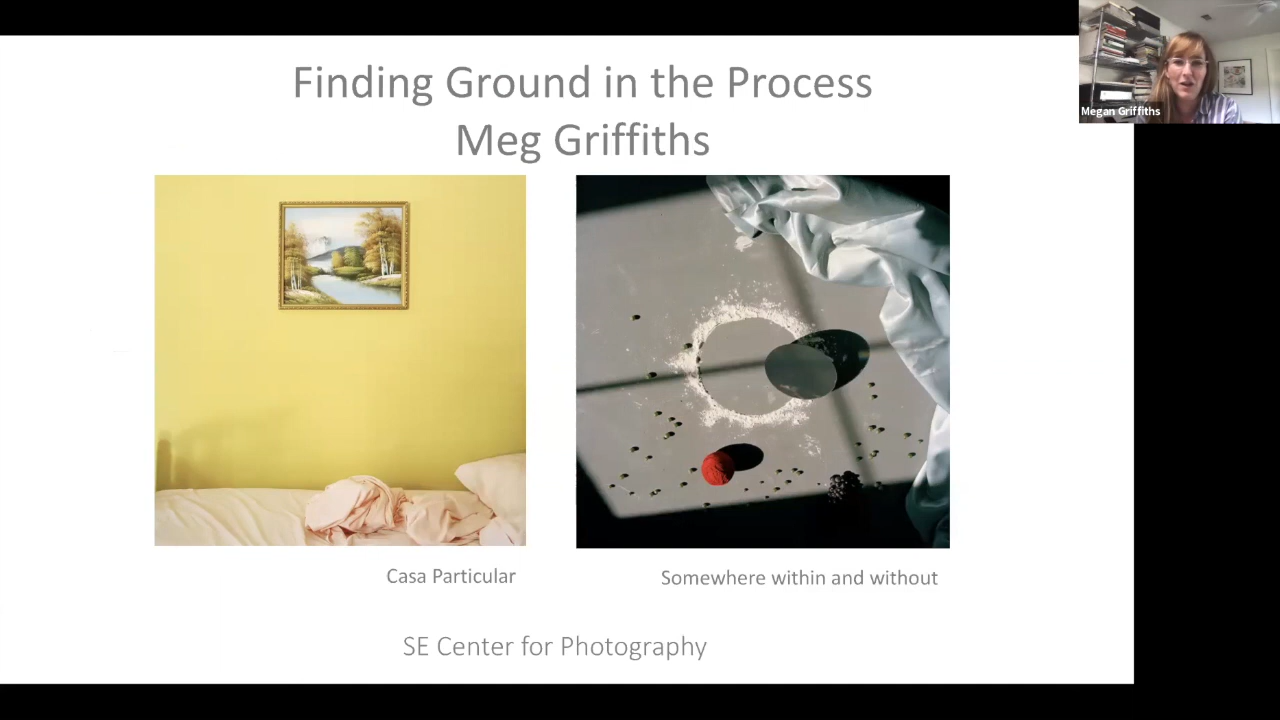 Finding Ground in the Process
Meg Griffiths
Megan Griffiths
Casa Particular
Somewhere within and without
SE Center for Photography